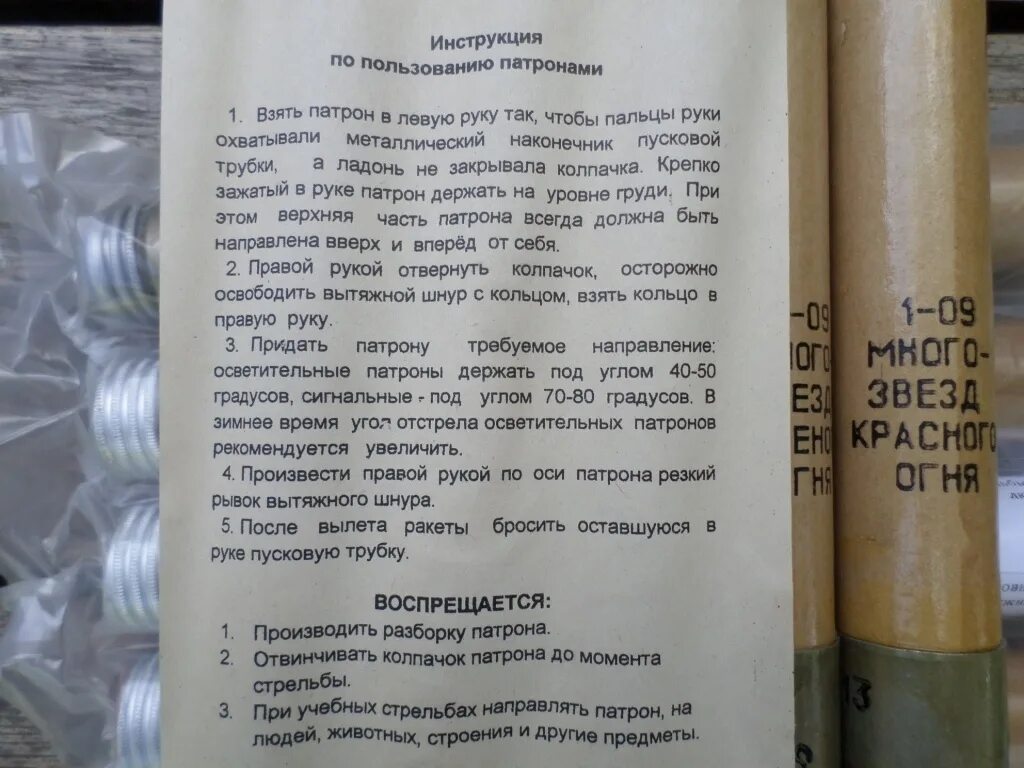 Инструкция
по пользованию патронами
1. Взять патрон в левую руку так, чтобы пальцы руки
охватывали металлический наконечник пусковой
трубки, а ладонь не закрывала колпачка. Крепко
зажатый в руке патрон держать на уровне груди. При
этом верхняя часть патрона всегда должна быть
направлена вверх и вперёд от себя.
2. Правой рукой отвернуть колпачок, осторожно
освободить вытяжной шнур с кольцом, взять кольцо в
правую руку.
3. Придать патрону требуемое направление:
осветительные патроны держать под углом 40-50
градусов, сигнальные - под углом 70-80 градусов. В
зимнее время угол отстрела осветительных патронов
рекомендуется увеличить.
4. Произвести правой рукой по оси патрона резкий
рывок вытяжного шнура.
5. После вылета ракеты бросить оставшуюся в
руке пусковую трубку.
ВОСПРЕЩАЕТСЯ:
1. Производить разборку патрона.
2. Отвинчивать колпачок патрона до момента
стрельбы.
3. При учебных стрельбах направлять патрон, на
людей, животных, строения и другие предметы.
-09
ОГО
ЕЗД
ЕНО
ГНЯ
1-09
МНОГО-
ЗВЕЗД
КРАСНОГО
ОГНЯ
13